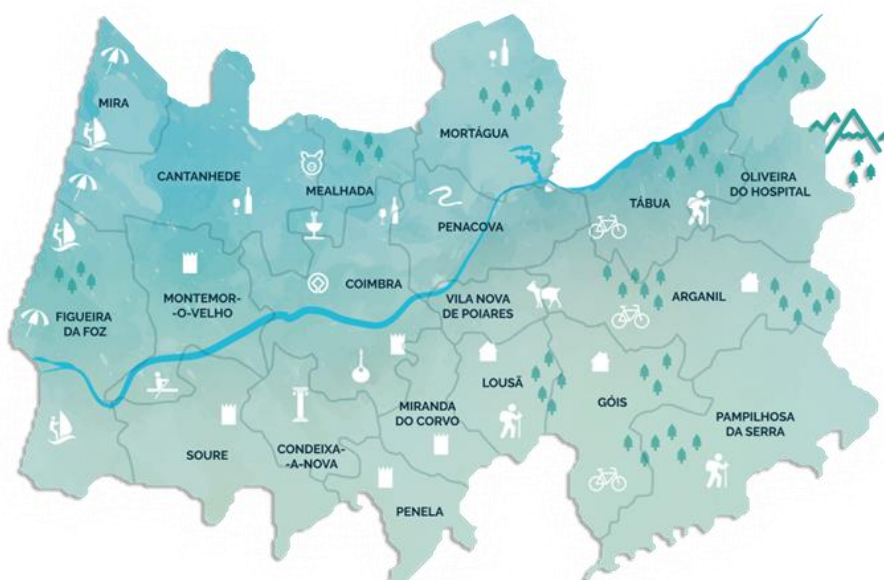 MIRA
MORTÁGUA
CANTANHEDE
MEALHADA
OLIVEIRA
DO HOSPITAL
TÁBUA
PENACOVA
COIMBRA
MONTEMOR-
-O-VELHO
VILA NOVA
DE POIARES
ARGANIL
FIGUEIRA
DA FOZ
LOUSÃ
GÓIS
MIRANDA
DO CORVO
PAMPILHOSA
DA SERRA
SOURE
CONDEIXA-
-A-NOVA
PENELA